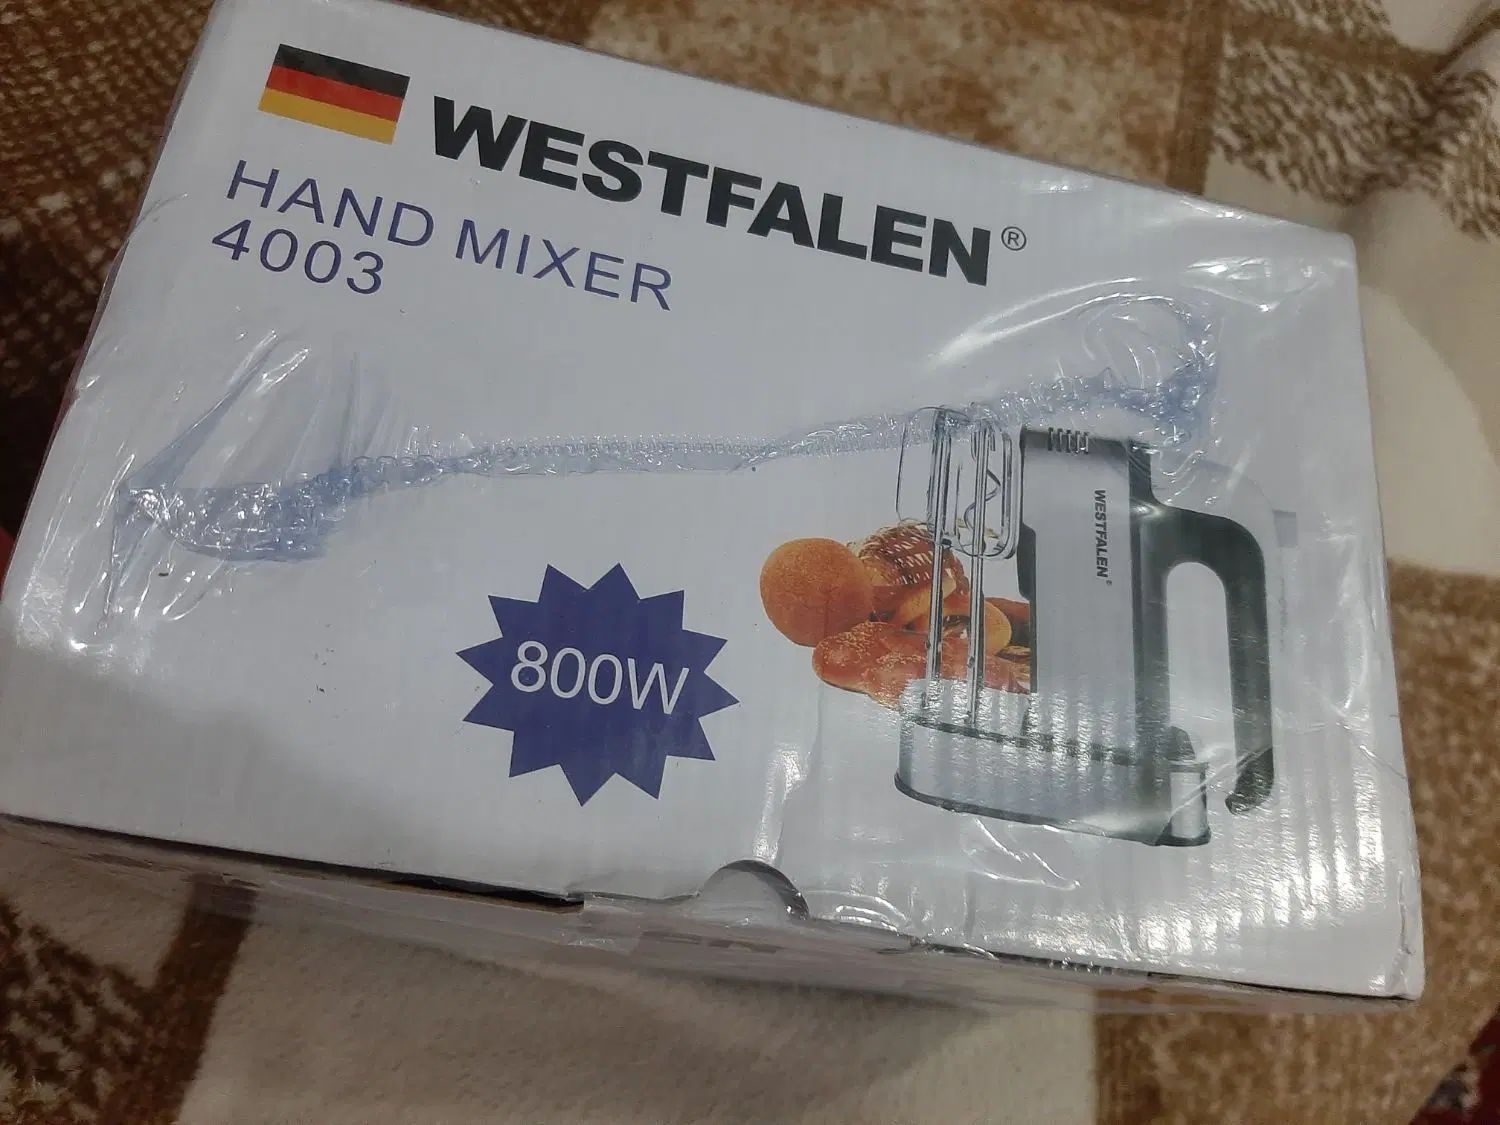 WESTFALEN®
HAND MIXER
4003
WESTFALEN®
800W